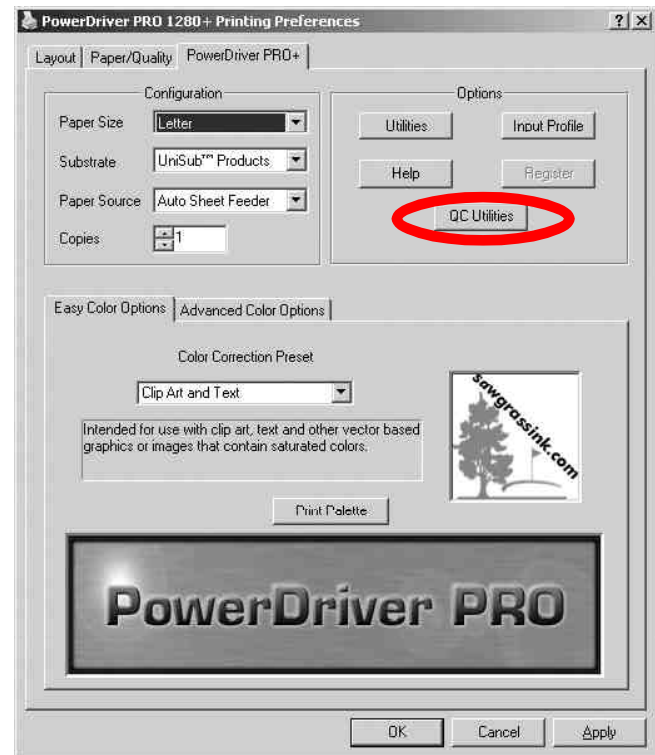 PowerDriver PRO 1280+ Printing Preferences
Layout Paper/Quality PowerDriver PRO+
Configuration
Paper Size Letter
Substrate UniSub™ Products
Paper Source Auto Sheet Feeder
Copies 1
Options
Utilities Input Profile
Help Register
QC Utilities
Easy Color Options Advanced Color Options
Color Correction Preset
Clip Art and Text
Intended for use with clip art, text and other vector based
graphics or images that contain saturated colors.
sawgrassink.com
Print Palette
PowerDriver PRO
OK Cancel Apply